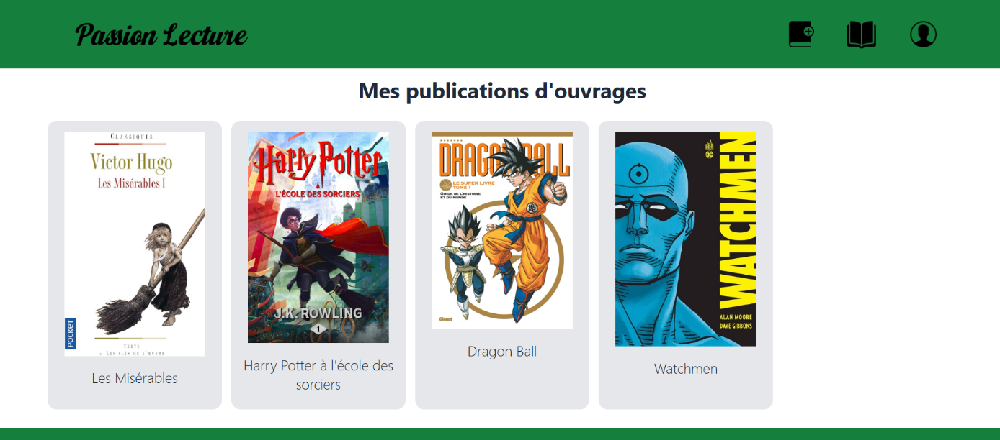 Passion Lecture
Mes publications d'ouvrages
CLASSIQUES
Victor Hugo
Les Misérables I
POCKET
TEXTE
+ LES CLÉS DE L'ŒUVRE
Les Misérables
Harry Potter
À
L'ÉCOLE DES SORCIERS
J.K. ROWLING
1
Harry Potter à l'école des
sorciers
DRAGON BALL
LE SUPER LIVRE
TOME 1
GUIDE DE L'HISTOIRE
ET DU MONDE
Glénat
Dragon Ball
DC
WATCHMEN
ALAN MOORE
DAVE GIBBONS
Watchmen